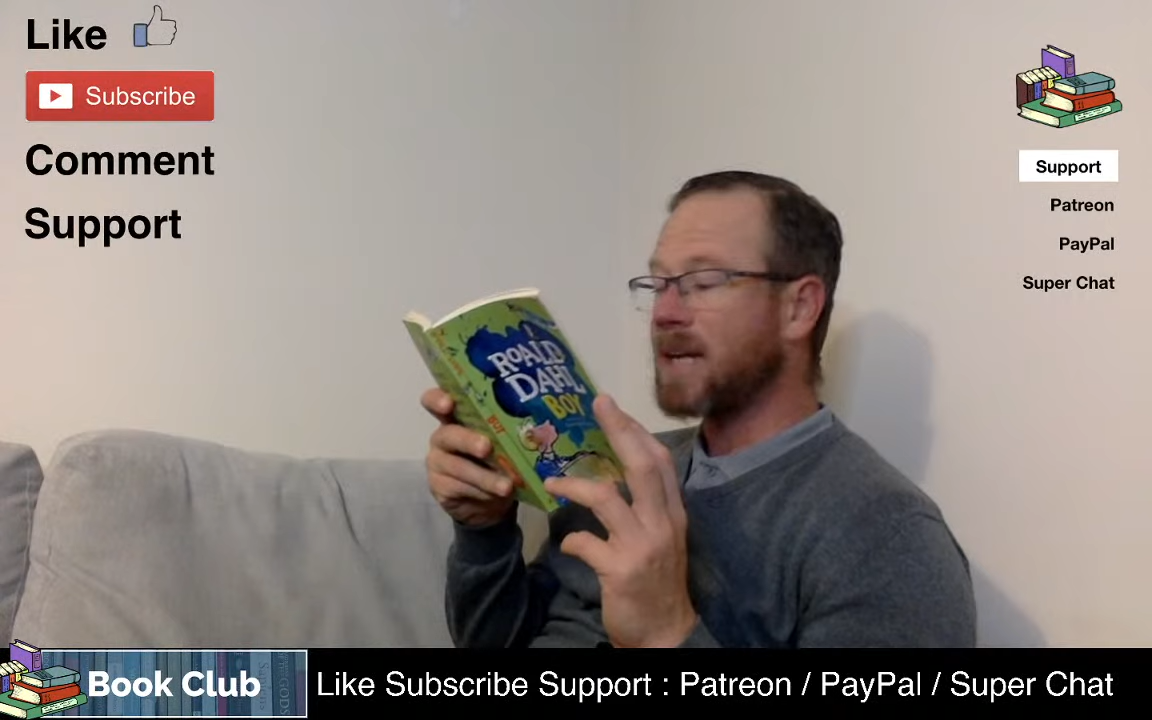 Like
Subscribe
Comment
Support
Support
Patreon
PayPal
Super Chat
ROALD
DAHL
BOY
BOY
Book Club
Like Subscribe Support : Patreon / PayPal / Super Chat